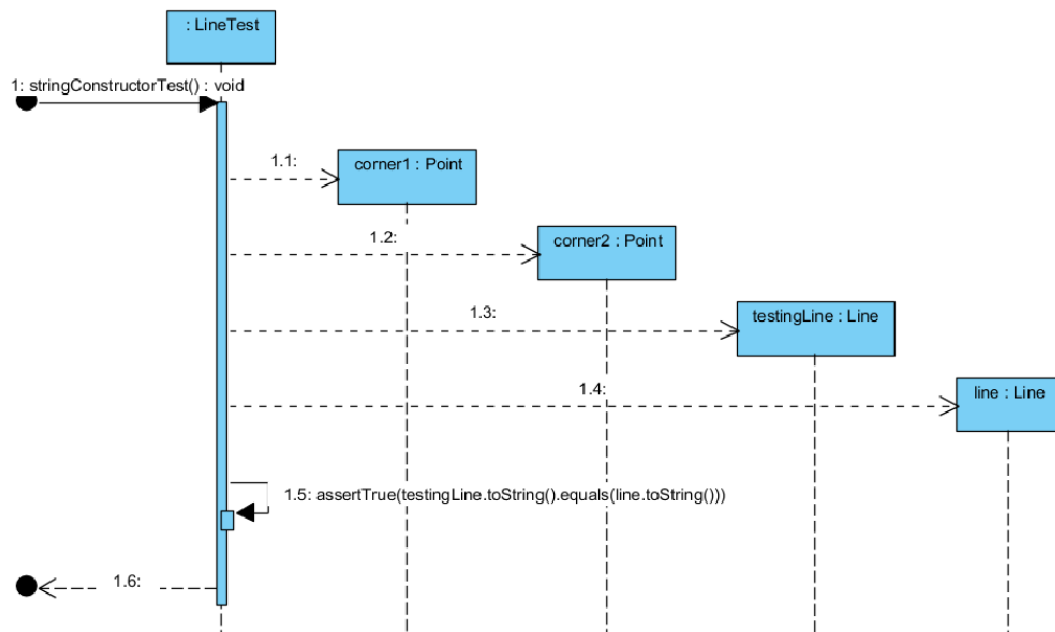 : LineTest
1: stringConstructorTest() : void
1.1:
corner1 : Point
1.2:
corner2 : Point
1.3:
testingLine : Line
1.4:
line : Line
1.5: assertTrue(testingLine.toString().equals(line.toString()))
1.6: